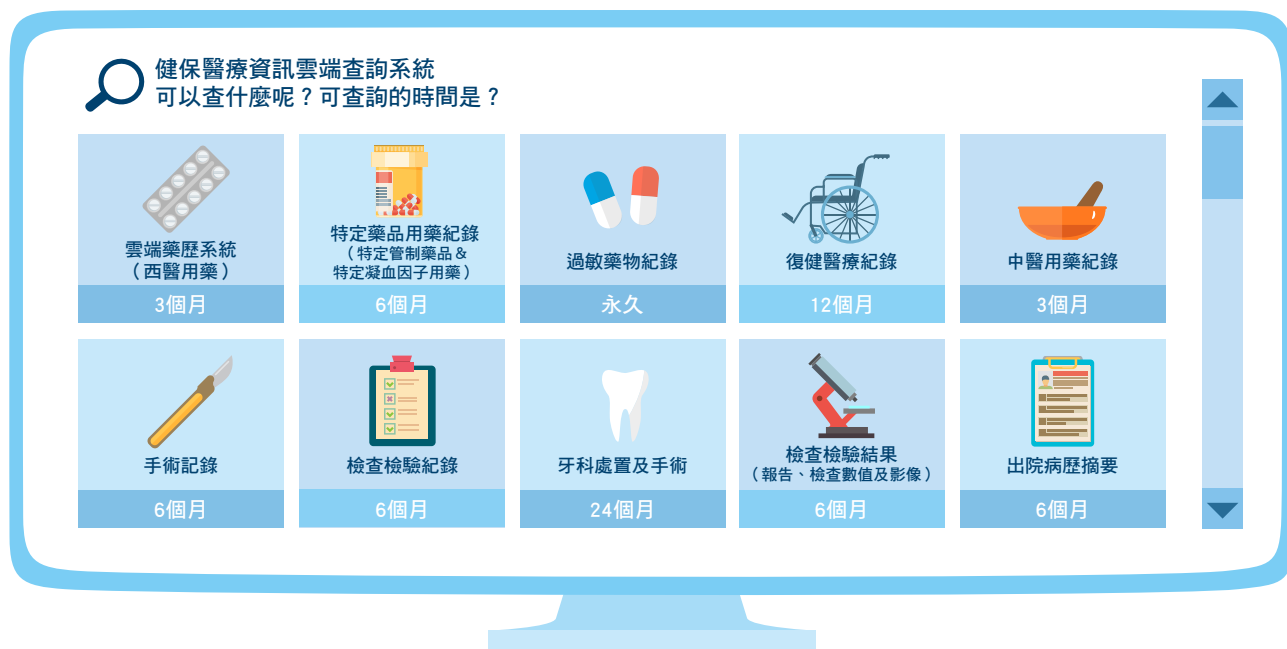 健保醫療資訊雲端查詢系統
可以查什麼呢？可查詢的時間是？
雲端藥歷系統
（西醫用藥）
3個月
特定藥品用藥紀錄
（特定管制藥品＆
特定凝血因子用藥）
6個月
過敏藥物紀錄
永久
復健醫療紀錄
12個月
中醫用藥紀錄
3個月
手術記錄
6個月
檢查檢驗紀錄
6個月
牙科處置及手術
24個月
檢查檢驗結果
（報告、檢查數值及影像）
6個月
出院病歷摘要
6個月